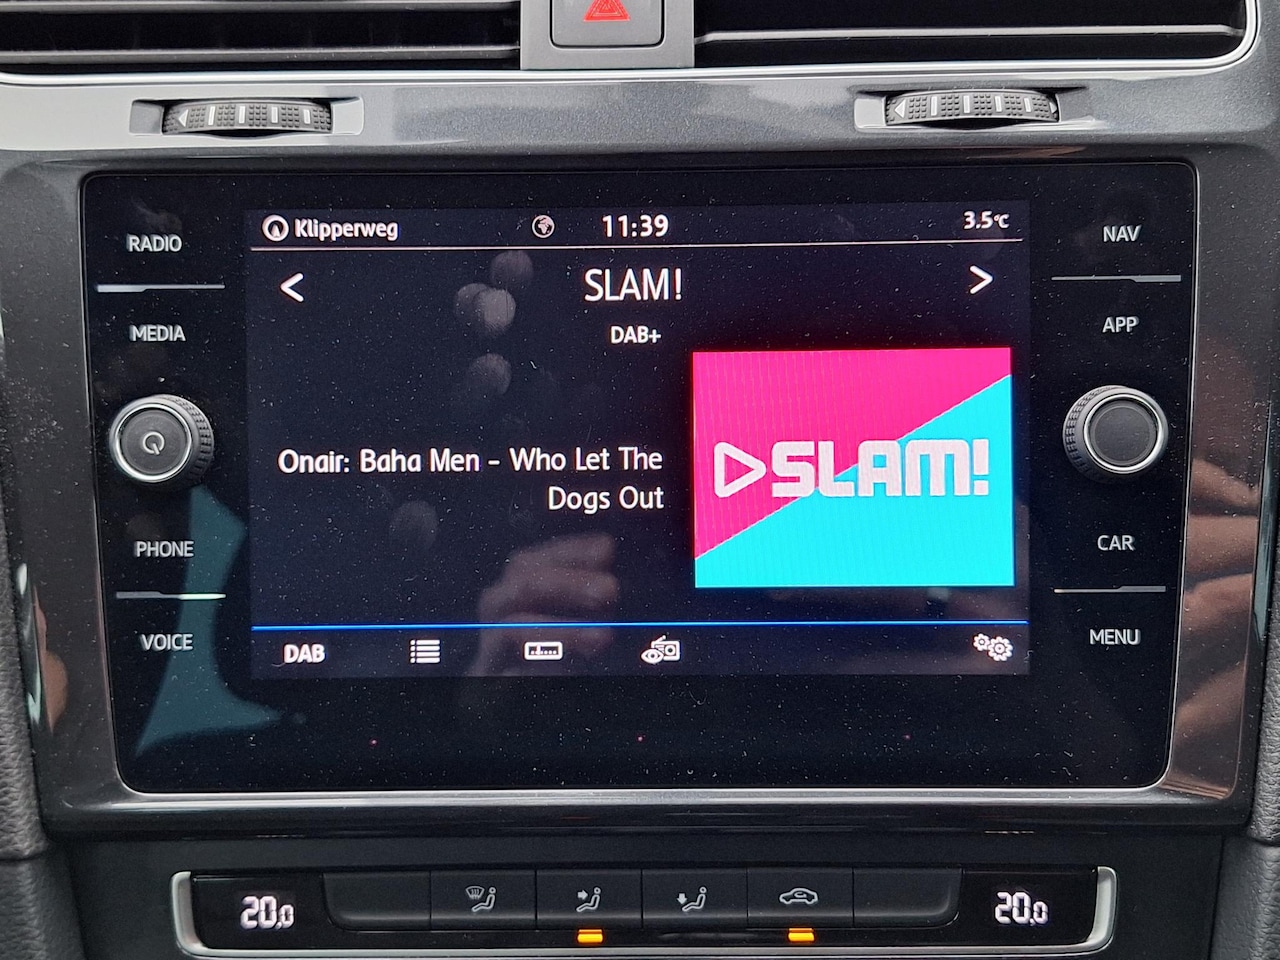 Klipperweg
11:39
3.5°C
RADIO
NAV
<
SLAM!
>
MEDIA
DAB+
APP
SLAM!
Onair: Baha Men - Who Let The
Dogs Out
PHONE
CAR
VOICE
DAB
MENU
20,0
20,0